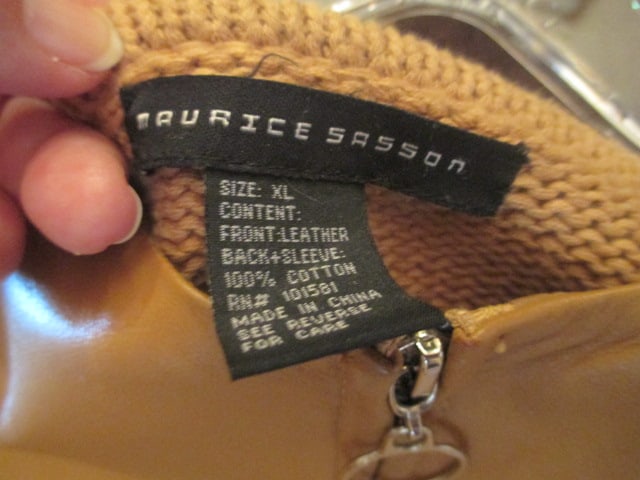 MAURICE SASSON
SIZE: XL
CONTENT:
FRONT:LEATHER
BACK+SLEEVE:
100% COTTON
RN# 101581
MADE IN CHINA
SEE REVERSE
FOR CARE